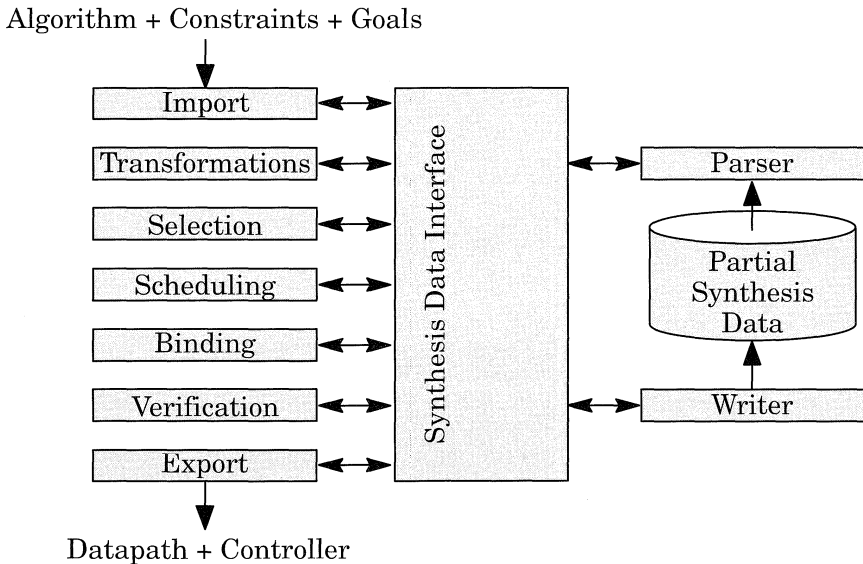 Algorithm + Constraints + Goals
Import
Transformations
Selection
Scheduling
Binding
Verification
Export
Datapath + Controller
Synthesis Data Interface
Parser
Partial
Synthesis
Data
Writer